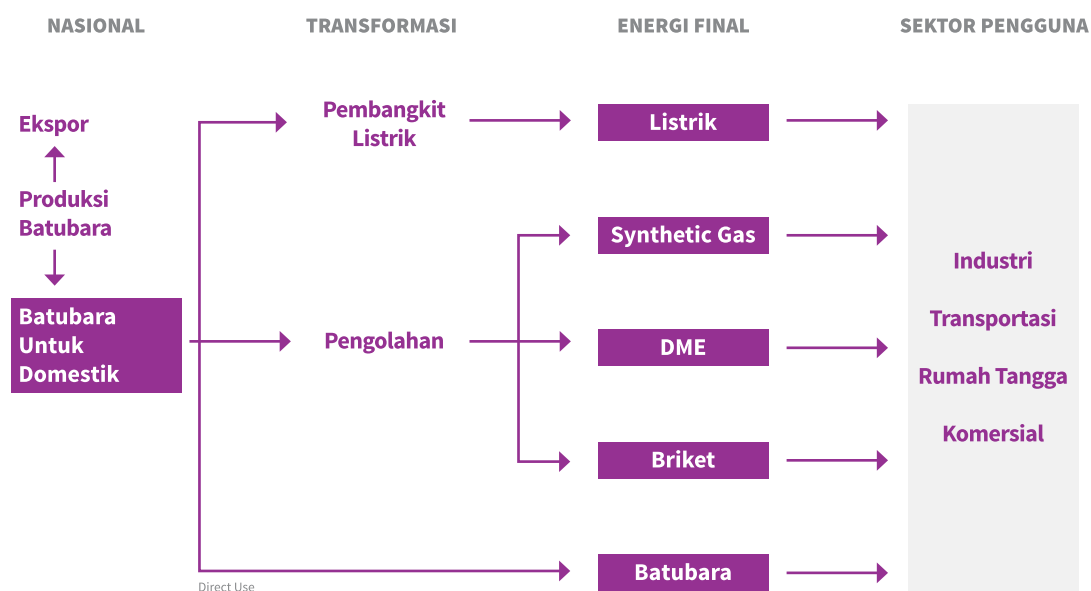 NASIONAL
TRANSFORMASI
ENERGI FINAL
SEKTOR PENGGUNA
Ekspor
Produksi
Batubara
Batubara
Untuk
Domestik
Pembangkit
Listrik
Pengolahan
Direct Use
Listrik
Synthetic Gas
DME
Briket
Batubara
Industri
Transportasi
Rumah Tangga
Komersial